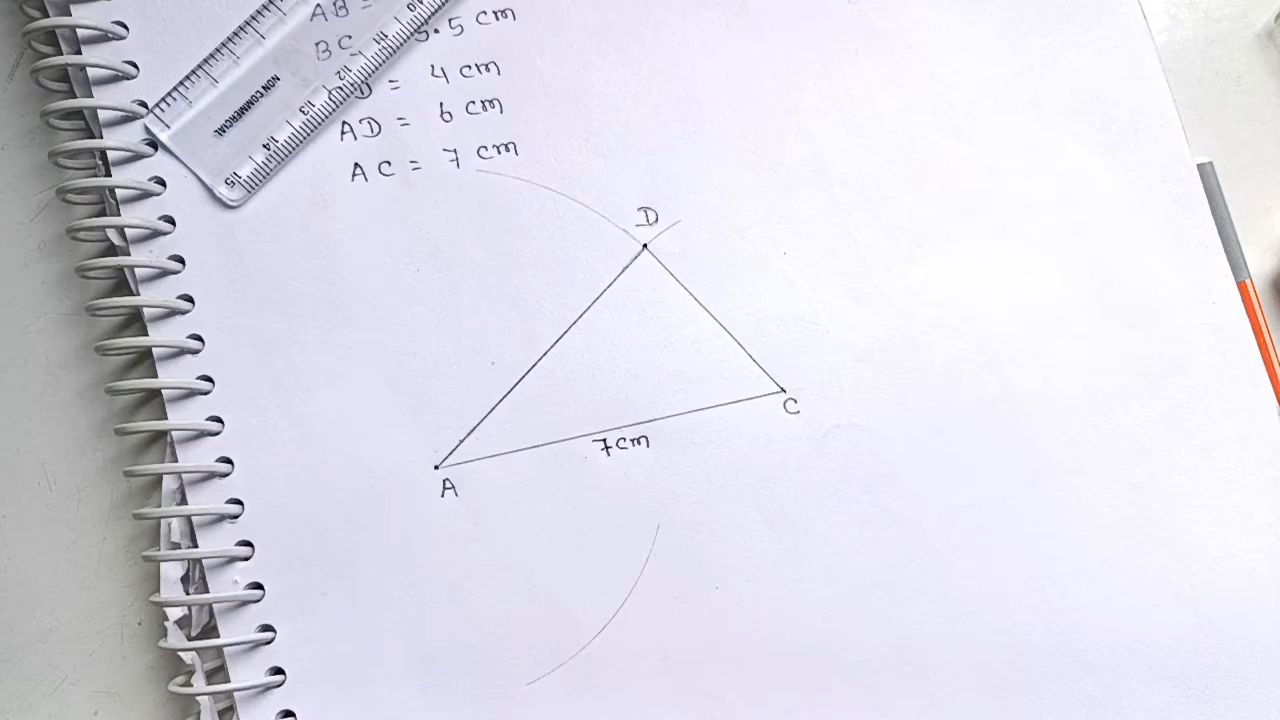 AB =
BC 5.5 cm
= 4 cm
AD = 6 cm
AC = 7 cm
NON COMMERCIAL
11
12
13
14
15
D
C
7cm
A